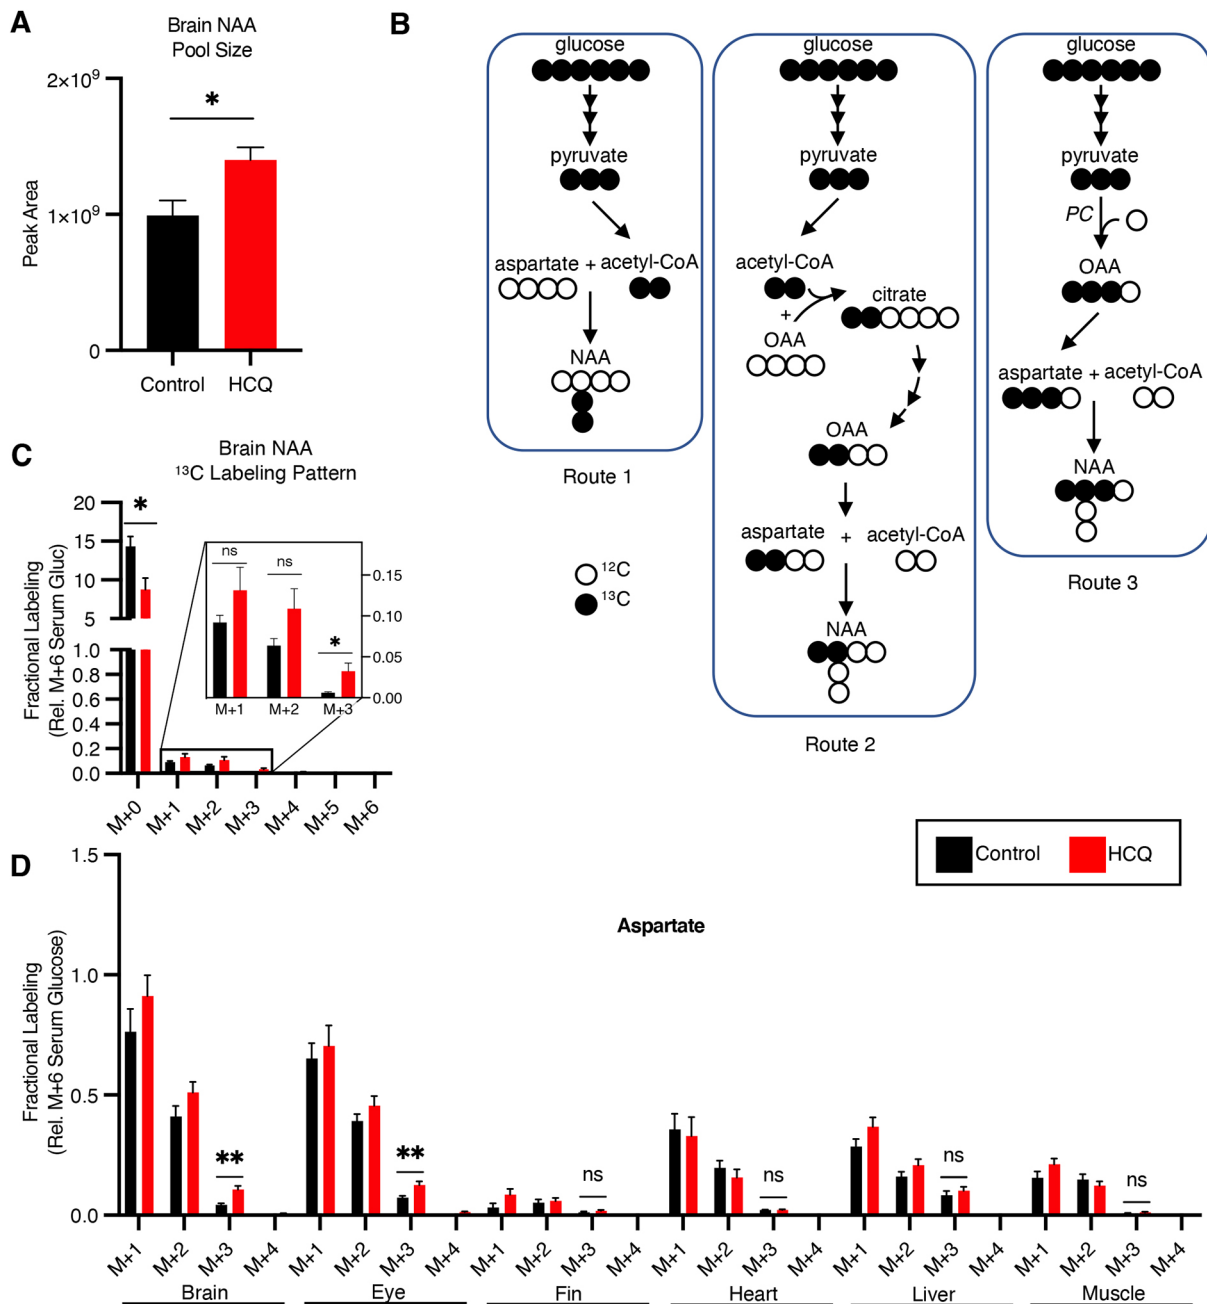 A
Brain NAA
Pool Size
2×10⁹
1×10⁹
0
Peak Area
*
Control
HCQ
B
glucose
pyruvate
aspartate + acetyl-CoA
NAA
Route 1
glucose
pyruvate
acetyl-CoA
+
OAA
citrate
OAA
aspartate + acetyl-CoA
NAA
Route 2
glucose
pyruvate
PC
OAA
aspartate + acetyl-CoA
NAA
Route 3
¹²C
¹³C
C
Brain NAA
¹³C Labeling Pattern
Fractional Labeling
(Rel. M+6 Serum Gluc)
20
15
10
5
1.0
0.8
0.6
0.4
0.2
0.0
*
ns
ns
*
0.15
0.10
0.05
0.00
M+1
M+2
M+3
M+0
M+1
M+2
M+3
M+4
M+5
M+6
Control
HCQ
D
Aspartate
Fractional Labeling
(Rel. M+6 Serum Glucose)
1.5
1.0
0.5
0.0
**
**
ns
ns
ns
ns
M+1 M+2 M+3 M+4 M+1 M+2 M+3 M+4 M+1 M+2 M+3 M+4 M+1 M+2 M+3 M+4 M+1 M+2 M+3 M+4 M+1 M+2 M+3 M+4
Brain Eye Fin Heart Liver Muscle